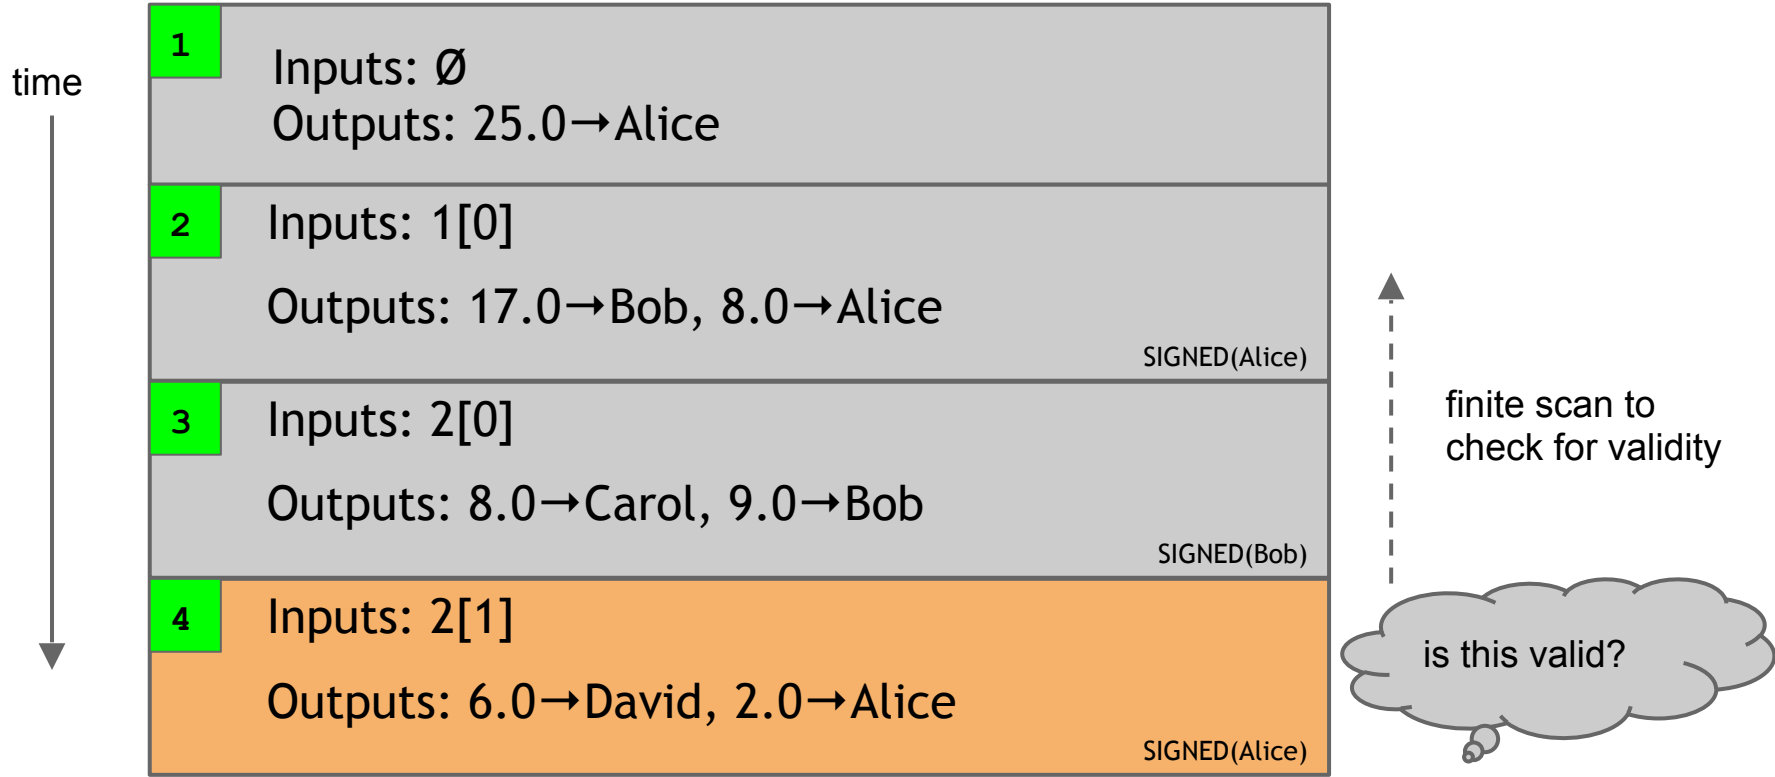 time
1
Inputs: Ø
Outputs: 25.0→Alice
2
Inputs: 1[0]
Outputs: 17.0→Bob, 8.0→Alice
SIGNED(Alice)
3
Inputs: 2[0]
Outputs: 8.0→Carol, 9.0→Bob
SIGNED(Bob)
4
Inputs: 2[1]
Outputs: 6.0→David, 2.0→Alice
SIGNED(Alice)
finite scan to
check for validity
is this valid?